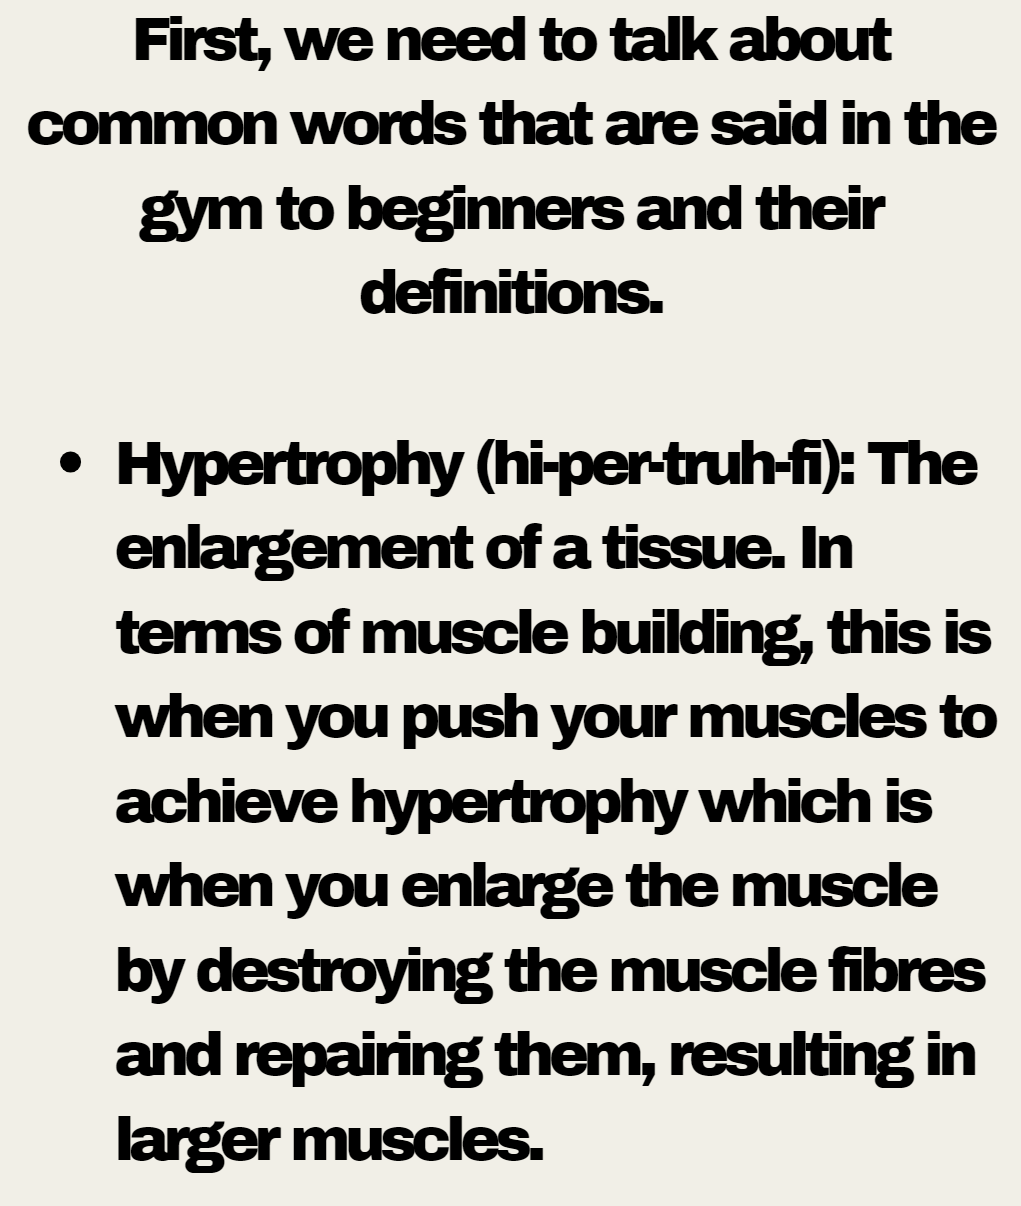 First, we need to talk about
common words that are said in the
gym to beginners and their
definitions.
• Hypertrophy (hi-per-truh-fi): The
enlargement of a tissue. In
terms of muscle building, this is
when you push your muscles to
achieve hypertrophy which is
when you enlarge the muscle
by destroying the muscle fibres
and repairing them, resulting in
larger muscles.